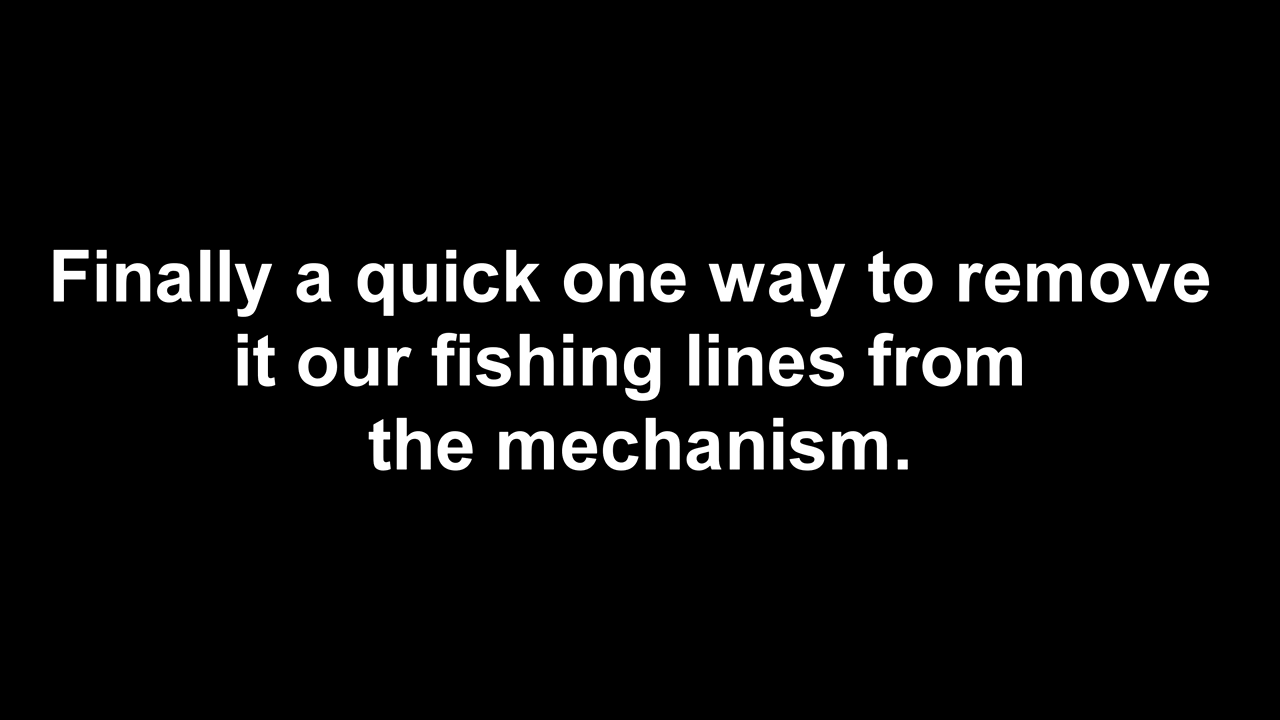 Finally a quick one way to remove
it our fishing lines from
the mechanism.